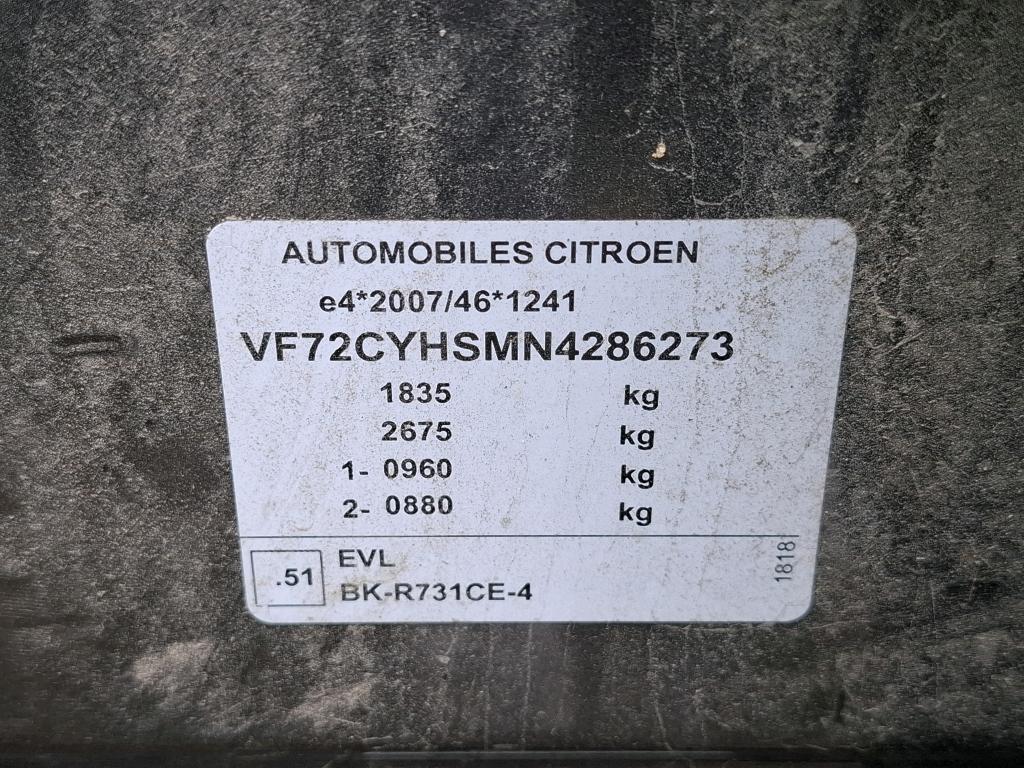 AUTOMOBILES CITROEN
e4*2007/46*1241
VF72CYHSMN4286273
1835 kg
2675 kg
1- 0960 kg
2- 0880 kg
.51
EVL
BK-R731CE-4
1818